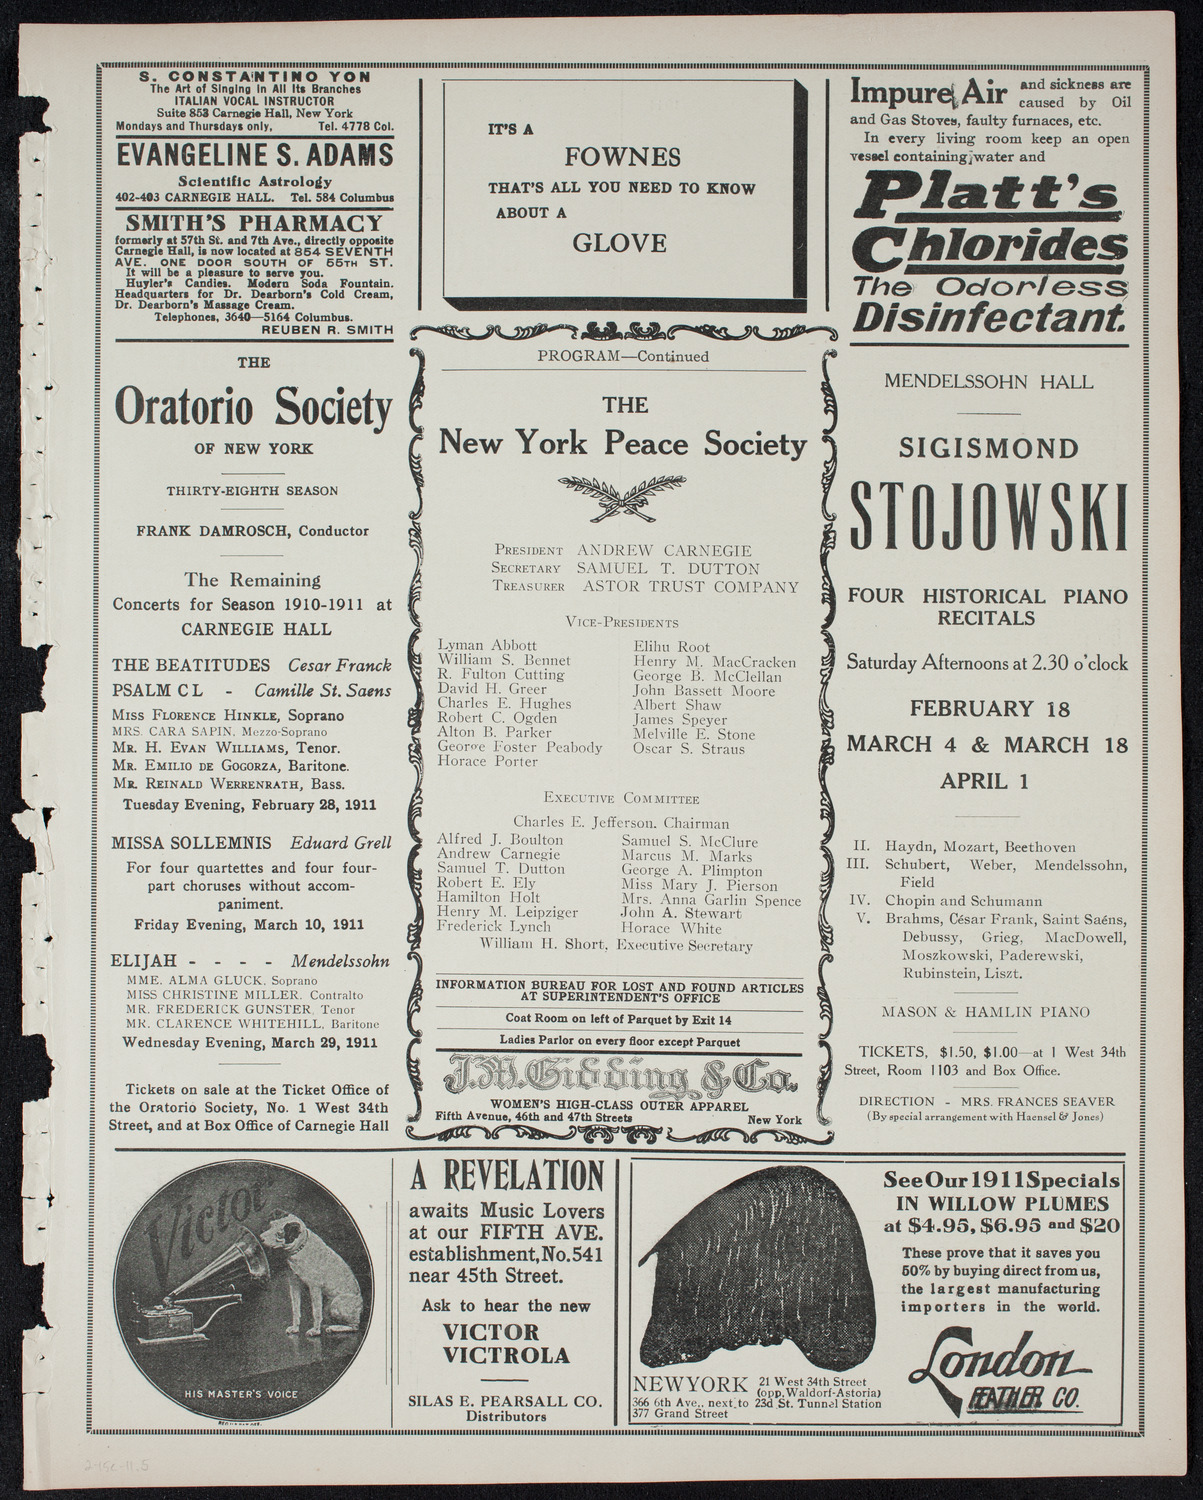 S. CONSTANTINO YON
The Art of Singing in All Its Branches
ITALIAN VOCAL INSTRUCTOR
Suite 853 Carnegie Hall, New York
Mondays and Thursdays only, Tel. 4778 Col.
EVANGELINE S. ADAMS
Scientific Astrology
402-403 CARNEGIE HALL. Tel. 584 Columbus
SMITH'S PHARMACY
formerly at 57th St. and 7th Ave., directly opposite
Carnegie Hall, is now located at 854 SEVENTH
AVE. ONE DOOR SOUTH OF 55TH ST.
It will be a pleasure to serve you.
Huyler's Candies. Modern Soda Fountain.
Headquarters for Dr. Dearborn's Cold Cream,
Dr. Dearborn's Massage Cream.
Telephones, 3640—5164 Columbus.
REUBEN R. SMITH
THE
Oratorio Society
OF NEW YORK
THIRTY-EIGHTH SEASON
FRANK DAMROSCH, Conductor
The Remaining
Concerts for Season 1910-1911 at
CARNEGIE HALL
THE BEATITUDES Cesar Franck
PSALM CL - Camille St. Saens
MISS FLORENCE HINKLE, Soprano
MRS. CARA SAPIN, Mezzo-Soprano
MR. H. EVAN WILLIAMS, Tenor.
MR. EMILIO DE GOGORZA, Baritone.
MR. REINALD WERRENRATH, Bass.
Tuesday Evening, February 28, 1911
MISSA SOLLEMNIS Eduard Grell
For four quartettes and four four-
part choruses without accom-
paniment.
Friday Evening, March 10, 1911
ELIJAH - - - - Mendelssohn
MME. ALMA GLUCK, Soprano
MISS CHRISTINE MILLER, Contralto
MR. FREDERICK GUNSTER, Tenor
MR. CLARENCE WHITEHILL, Baritone
Wednesday Evening, March 29, 1911
Tickets on sale at the Ticket Office of
the Oratorio Society, No. 1 West 34th
Street, and at Box Office of Carnegie Hall
IT'S A
FOWNES
THAT'S ALL YOU NEED TO KNOW
ABOUT A
GLOVE
PROGRAM—Continued
THE
New York Peace Society
PRESIDENT ANDREW CARNEGIE
SECRETARY SAMUEL T. DUTTON
TREASURER ASTOR TRUST COMPANY
VICE-PRESIDENTS
Lyman Abbott Elihu Root
William S. Bennet Henry M. MacCracken
R. Fulton Cutting George B. McClellan
David H. Greer John Bassett Moore
Charles E. Hughes Albert Shaw
Robert C. Ogden James Speyer
Alton B. Parker Melville E. Stone
George Foster Peabody Oscar S. Straus
Horace Porter
EXECUTIVE COMMITTEE
Charles E. Jefferson, Chairman
Alfred J. Boulton Samuel S. McClure
Andrew Carnegie Marcus M. Marks
Samuel T. Dutton George A. Plimpton
Robert E. Ely Miss Mary J. Pierson
Hamilton Holt Mrs. Anna Garlin Spence
Henry M. Leipziger John A. Stewart
Frederick Lynch Horace White
William H. Short, Executive Secretary
INFORMATION BUREAU FOR LOST AND FOUND ARTICLES
AT SUPERINTENDENT'S OFFICE
Coat Room on left of Parquet by Exit 14
Ladies Parlor on every floor except Parquet
J.M. Gidding & Co.
WOMEN'S HIGH-CLASS OUTER APPAREL
Fifth Avenue, 46th and 47th Streets New York
Impure Air and sickness are
caused by Oil
and Gas Stoves, faulty furnaces, etc.
In every living room keep an open
vessel containing water and
Platt's
Chlorides
The Odorless
Disinfectant.
MENDELSSOHN HALL
SIGISMOND
STOJOWSKI
FOUR HISTORICAL PIANO
RECITALS
Saturday Afternoons at 2.30 o'clock
FEBRUARY 18
MARCH 4 & MARCH 18
APRIL 1
II. Haydn, Mozart, Beethoven
III. Schubert, Weber, Mendelssohn,
Field
IV. Chopin and Schumann
V. Brahms, César Frank, Saint Saéns,
Debussy, Grieg, MacDowell,
Moszkowski, Paderewski,
Rubinstein, Liszt.
MASON & HAMLIN PIANO
TICKETS, $1.50, $1.00—at 1 West 34th
Street, Room 1103 and Box Office.
DIRECTION - MRS. FRANCES SEAVER
(By special arrangement with Haensel & Jones)
Victor
HIS MASTER'S VOICE
A REVELATION
awaits Music Lovers
at our FIFTH AVE.
establishment, No. 541
near 45th Street.
Ask to hear the new
VICTOR
VICTROLA
SILAS E. PEARSALL CO.
Distributors
See Our 1911 Specials
IN WILLOW PLUMES
at $4.95, $6.95 and $20
These prove that it saves you
50% by buying direct from us,
the largest manufacturing
importers in the world.
London
FEATHER CO.
NEW YORK 21 West 34th Street
(opp. Waldorf-Astoria)
366 6th Ave., next to 23d St. Tunnel Station
377 Grand Street